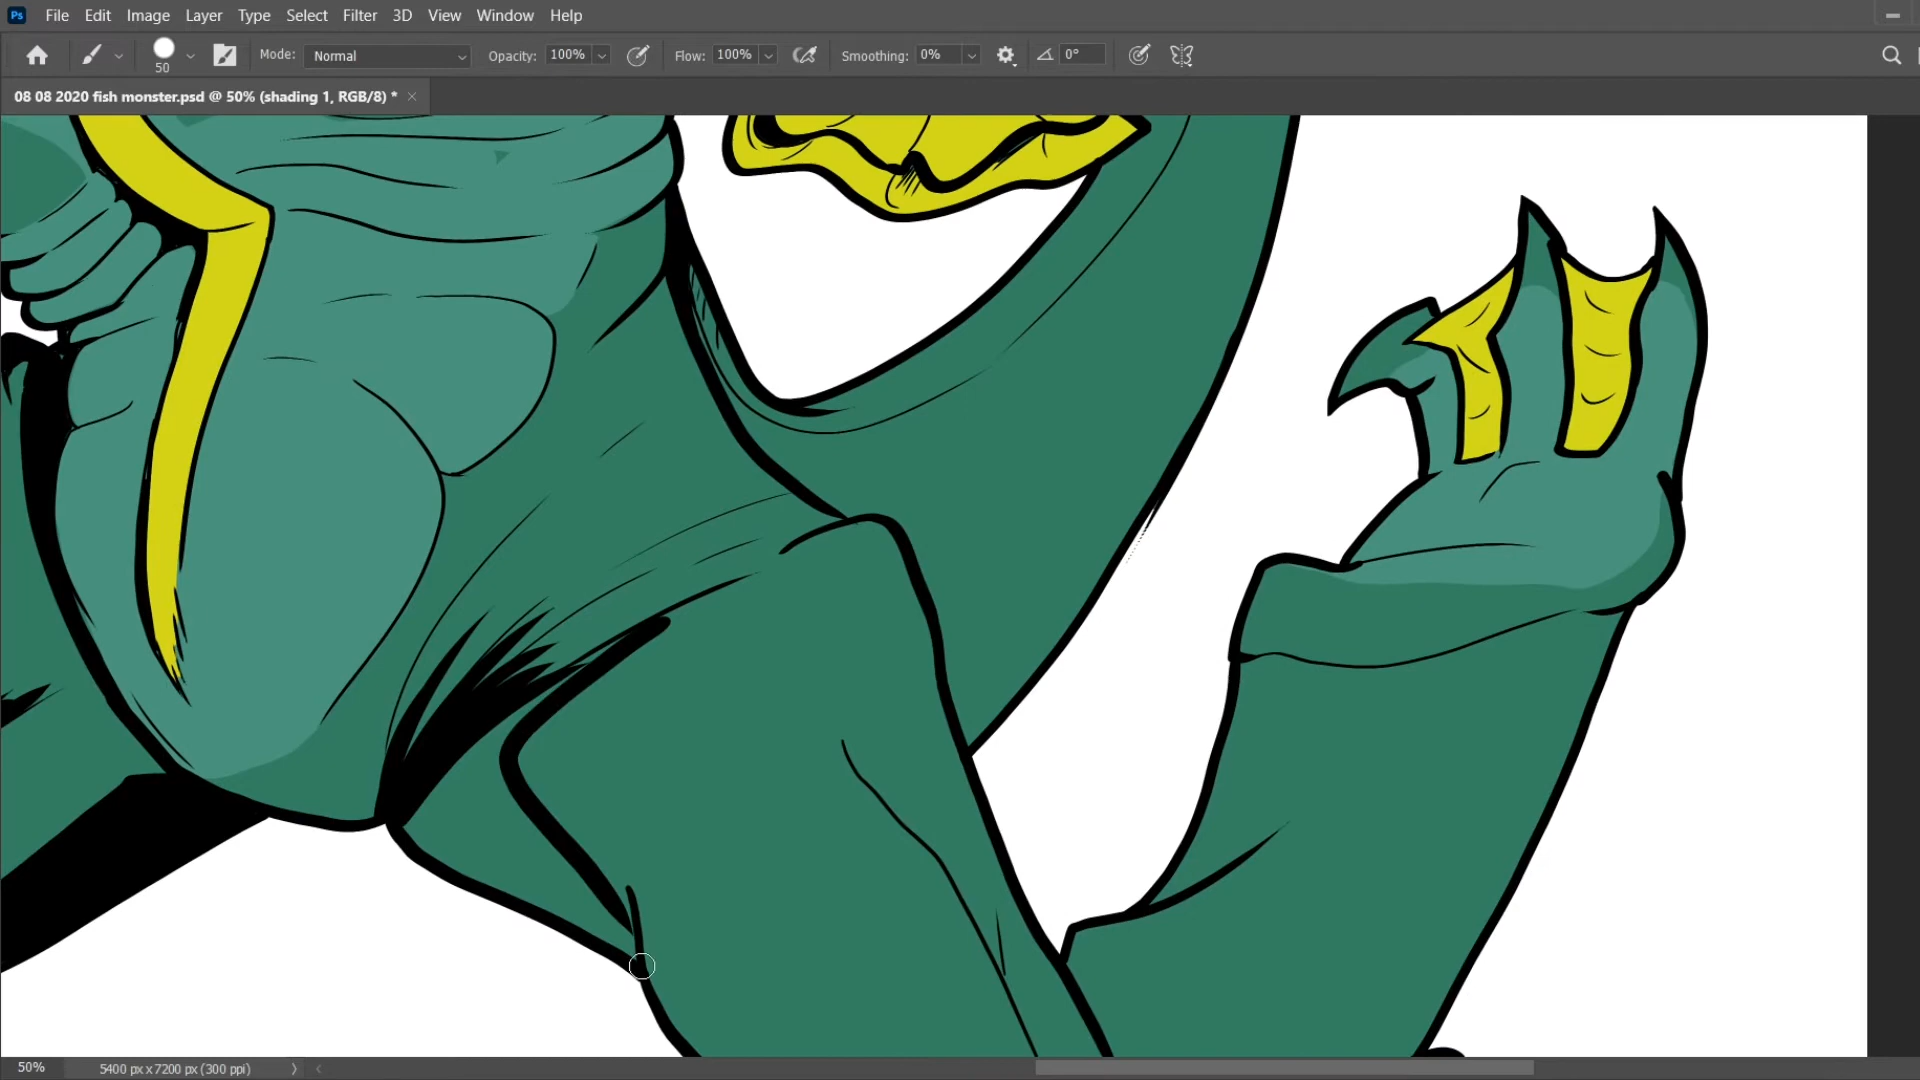 Ps File Edit Image Layer Type Select Filter 3D View Window Help
50 Mode: Normal Opacity: 100% Flow: 100% Smoothing: 0% 0°
08 08 2020 fish monster.psd @ 50% (shading 1, RGB/8) *
50% 5400 px x 7200 px (300 ppi)